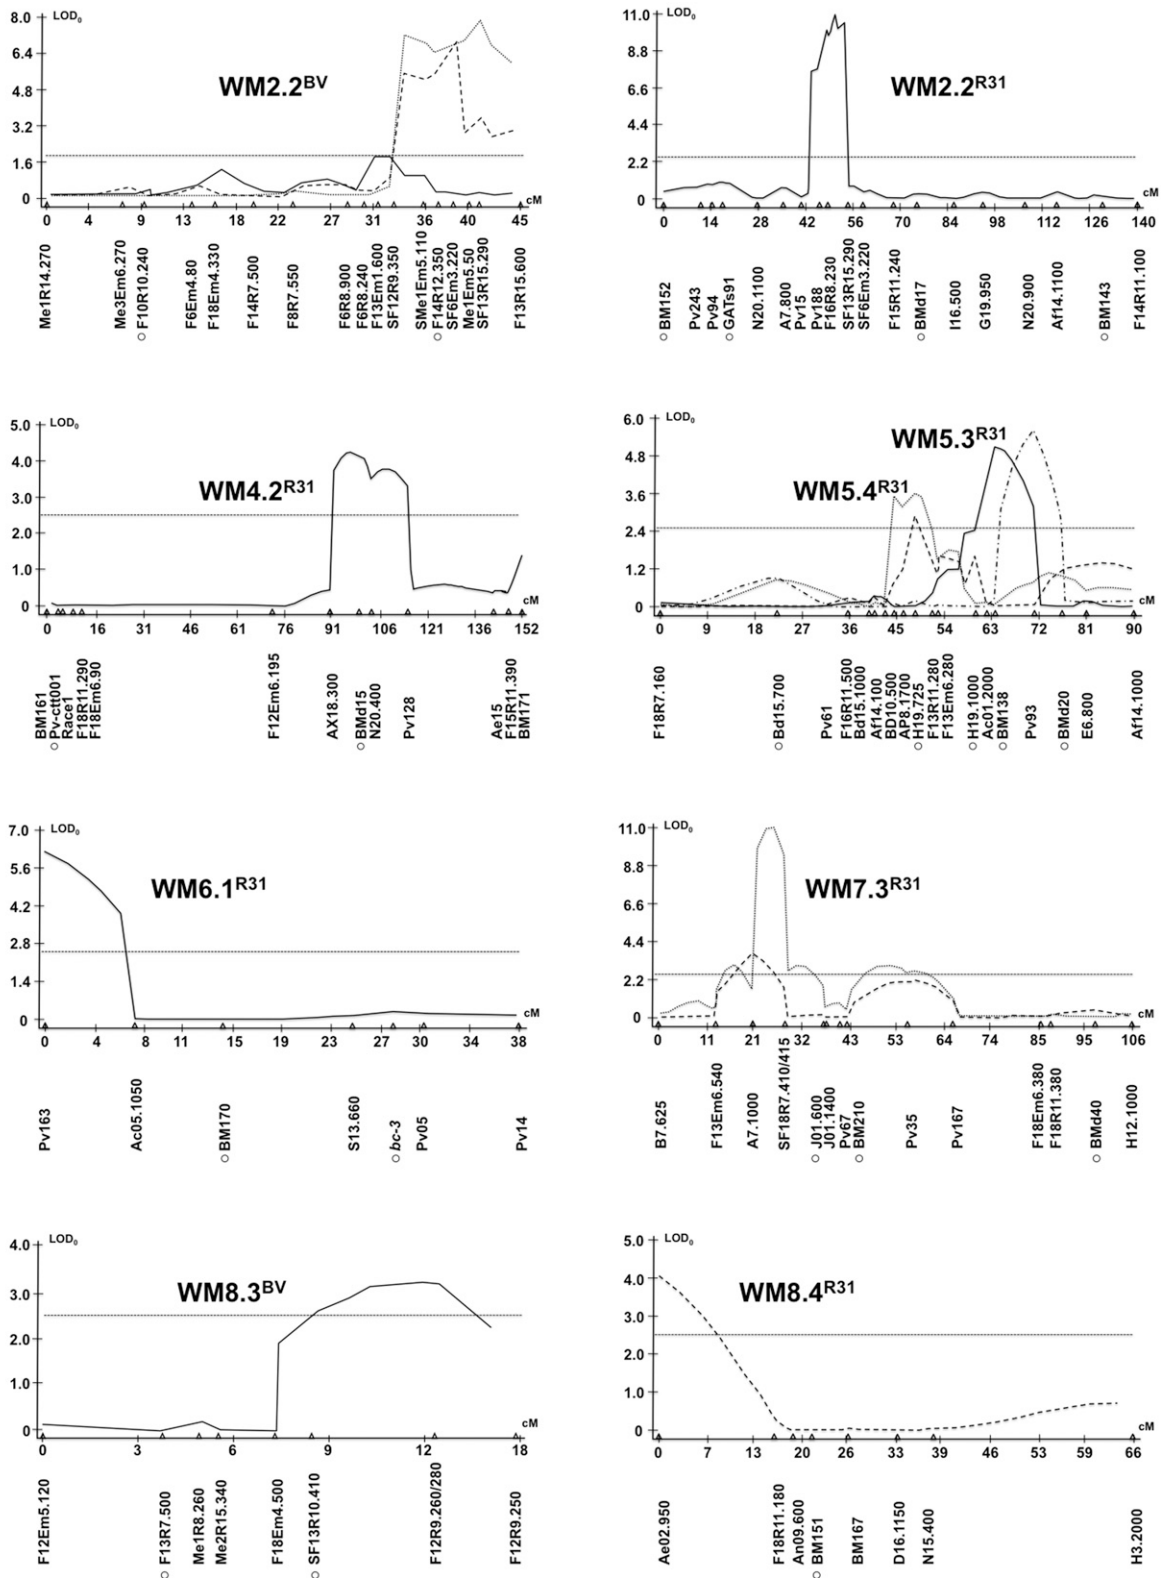 8.0 LOD0
6.4
4.8
3.2
1.6
0
WM2.2BV
cM
0 4 9 14 18 22 27 31 36 40 45
Me1R14.270
Me3Em6.270
○ F10R10.240
F6Em4.80
F18Em4.330
F14R7.500
F8R7.550
F6R8.900
F6R8.240
F13Em1.600
SF12R9.350
SMe1Em5.110
○ F14R12.350
SF6Em3.220
Me1Em5.50
SF13R15.290
F13R15.600
11.0 LOD0
8.8
6.6
4.4
2.2
0
WM2.2R31
cM
0 14 28 42 56 70 84 98 112 126 140
○ BM152
Pv243
Pv94
○ GATs91
N20.1100
A7.800
Pv15
Pv188
F16R8.230
SF13R15.290
SF6Em3.220
F15R11.240
○ BMd17
I16.500
G19.950
N20.900
Af14.1100
○ BM143
F14R11.100
5.0 LOD0
4.0
3.0
2.0
1.0
0
WM4.2R31
cM
0 16 31 46 61 76 91 106 121 136 152
BM161
○ Pv-ctt001
Race1
F18R11.290
F18Em6.90
F12Em6.195
AX18.300
○ BMd15
N20.400
Pv128
Ae15
F15R11.390
BM171
6.0 LOD0
4.8
3.6
2.4
1.2
0
WM5.3R31
WM5.4R31
cM
0 9 18 27 36 45 54 63 72 81 90
F18R7.160
○ Bd15.700
Pv61
F16R11.500
Bd15.1000
Af14.100
BD10.500
AP8.1700
○ H19.725
F13R11.280
F13Em6.280
○ H19.1000
Ac01.2000
○ BM138
Pv93
○ BMd20
E6.800
Af14.1000
7.0 LOD0
5.6
4.2
2.8
1.4
0
WM6.1R31
cM
0 4 8 15 19 23 27 30 34 38
Pv163
Ac05.1050
○ BM170
S13.660
○ bc-3
Pv05
Pv14
11.0 LOD0
8.8
6.6
4.4
2.2
0
WM7.3R31
cM
0 11 21 32 43 53 64 74 85 95 106
B7.625
F13Em6.540
A7.1000
SF18R7.410/415
○ J01.600
J01.1400
Pv67
○ BM210
Pv35
Pv167
F18Em6.380
F18R11.380
○ BMd40
H12.1000
4.0 LOD0
3.0
2.0
1.0
0
WM8.3BV
cM
0 3 6 9 12 18
F12Em5.120
○ F13R7.500
Me1R8.260
Me2R15.340
F18Em4.500
○ SF13R10.410
F12R9.260/280
F12R9.250
5.0 LOD0
4.0
3.0
2.0
1.0
0
WM8.4R31
cM
0 7 13 20 26 33 39 46 53 59 66
Ae02.950
F18R11.180
An09.600
○ BM151
BM167
D16.1150
N15.400
H3.2000